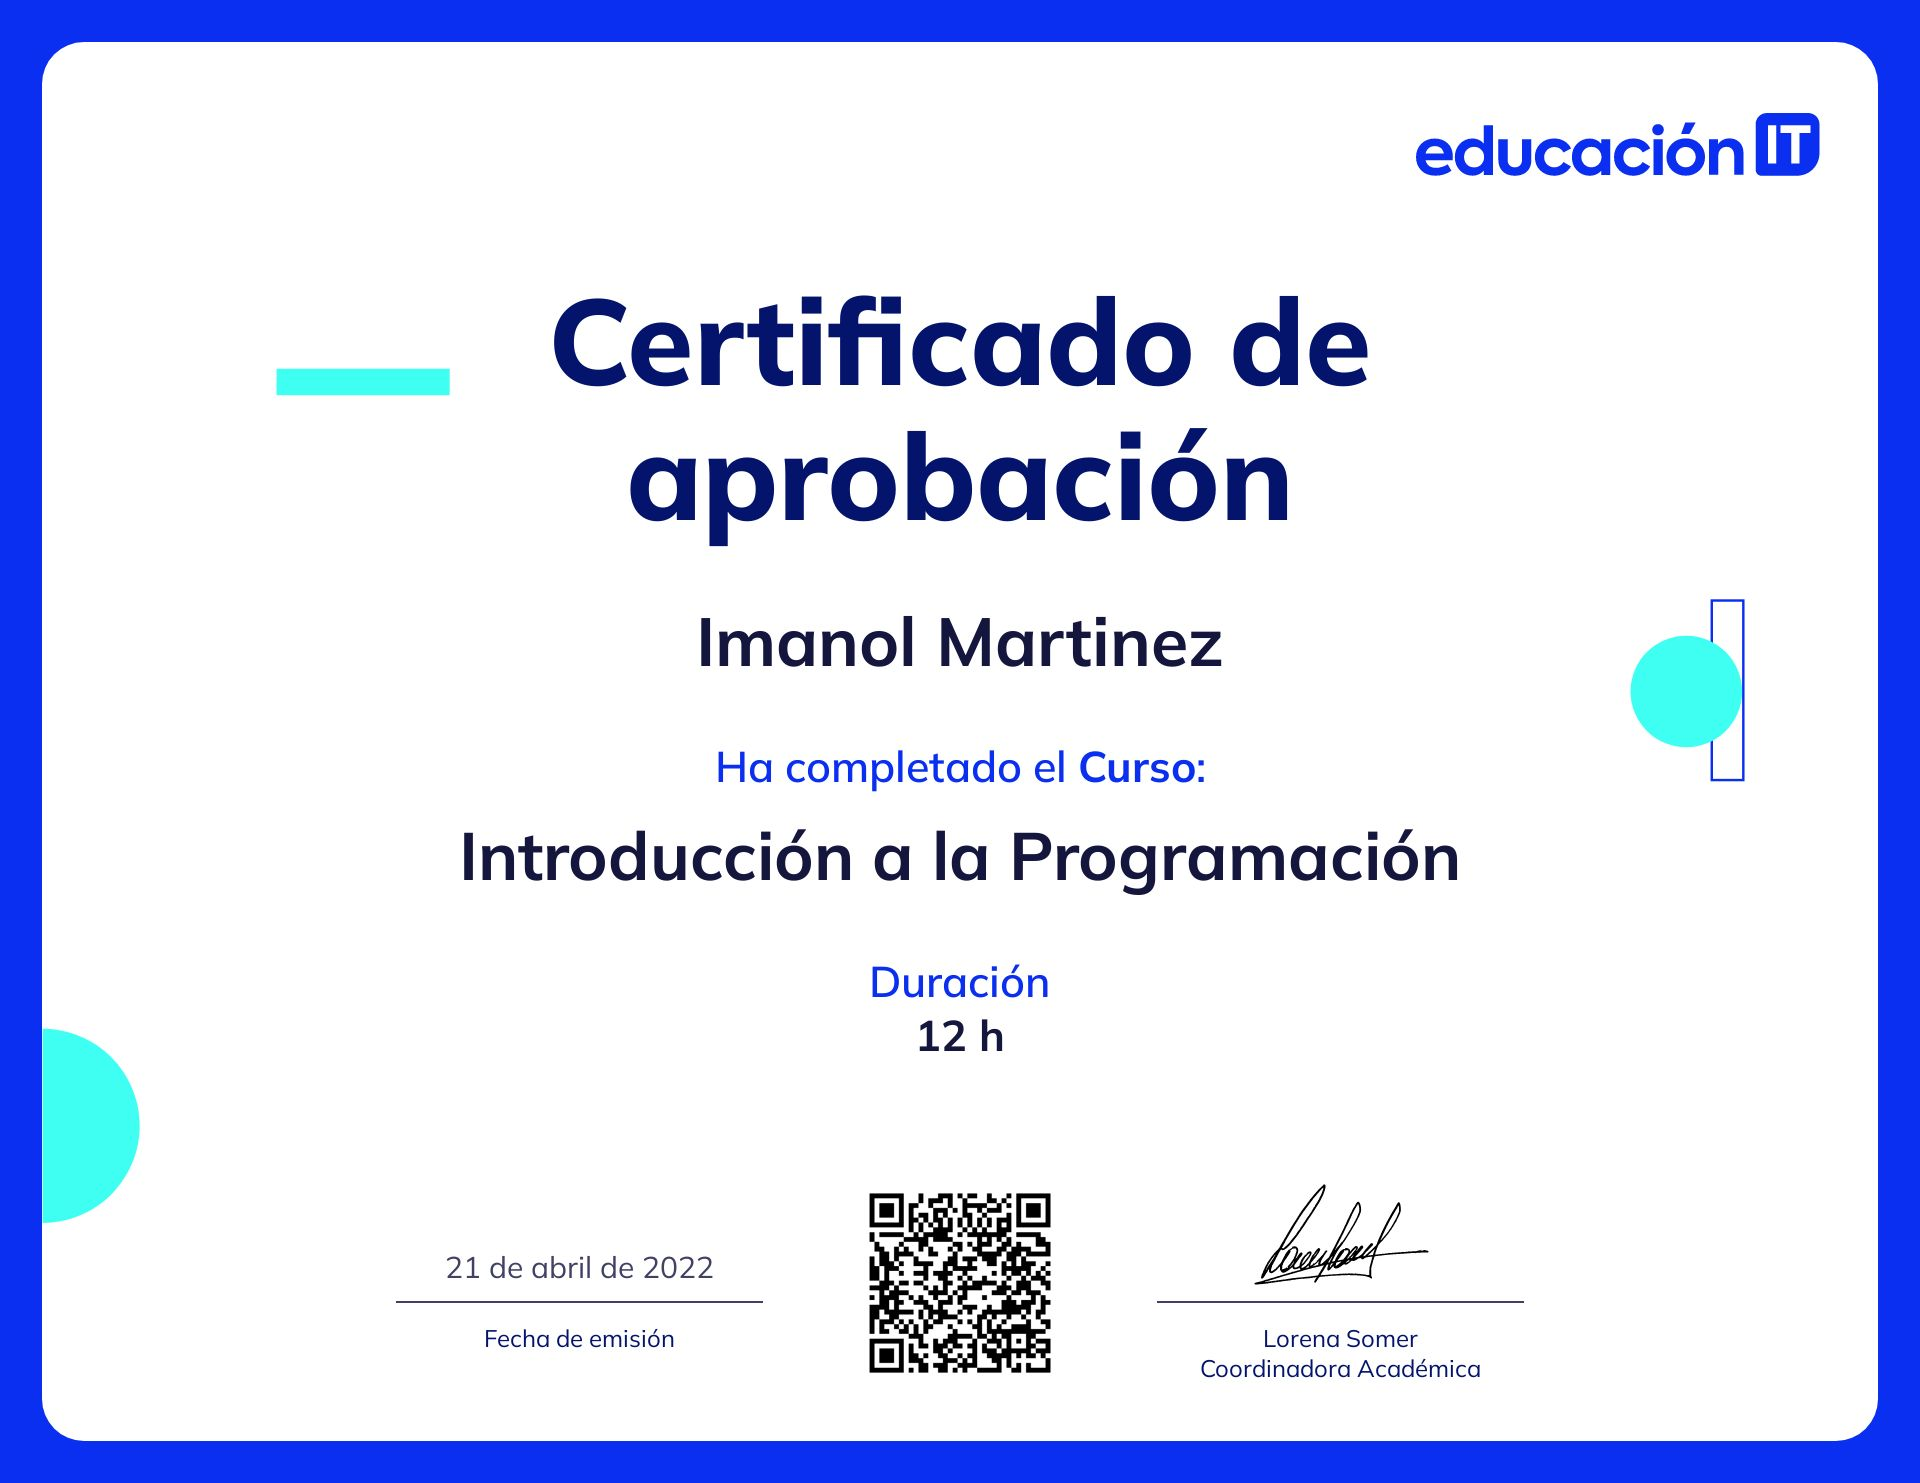 educación IT
Certificado de
aprobación
Imanol Martinez
Ha completado el Curso:
Introducción a la Programación
Duración
12 h
21 de abril de 2022
Fecha de emisión
Lorena Somer
Coordinadora Académica